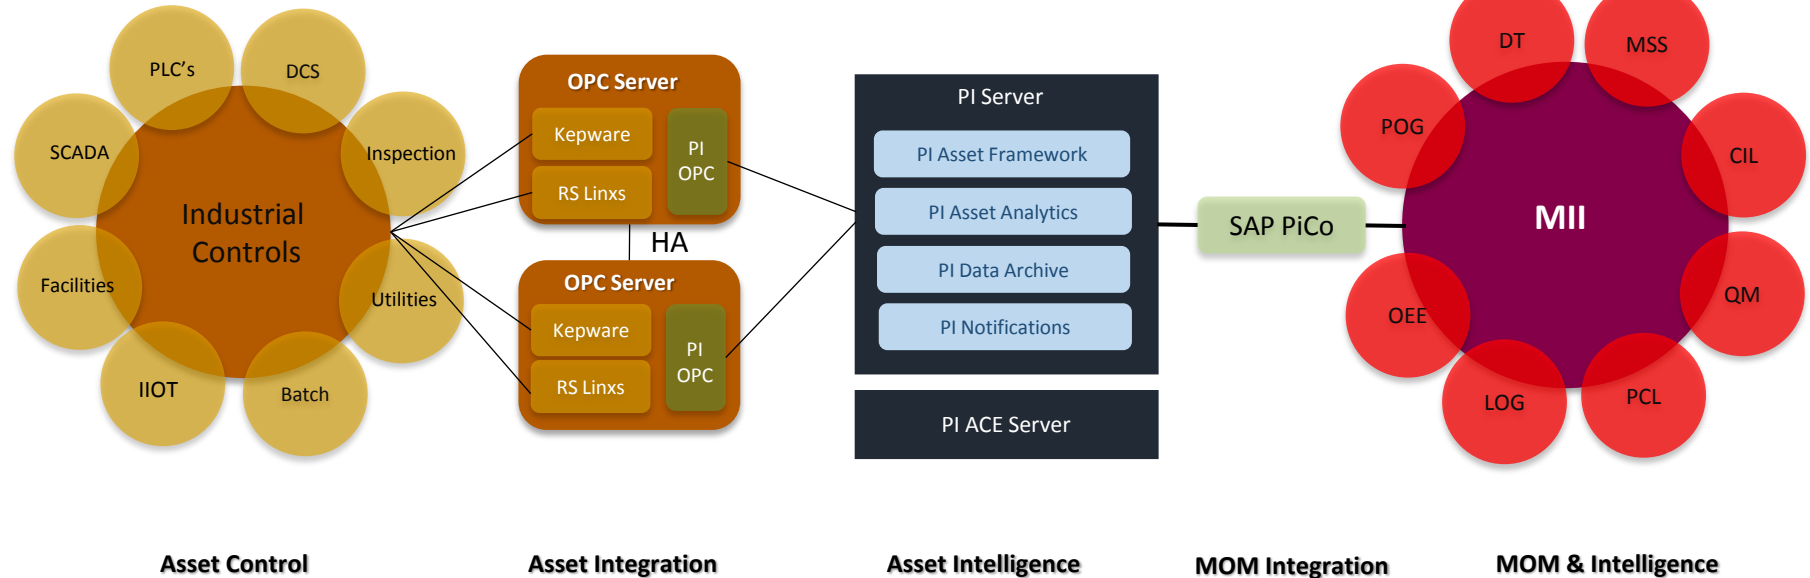 PLC's
DCS
SCADA
Inspection
Industrial
Controls
Facilities
Utilities
IIOT
Batch
OPC Server
Kepware
RS Linxs
PI
OPC
HA
OPC Server
Kepware
RS Linxs
PI
OPC
PI Server
PI Asset Framework
PI Asset Analytics
PI Data Archive
PI Notifications
PI ACE Server
SAP PiCo
DT
MSS
POG
CIL
MII
OEE
QM
LOG
PCL
Asset Control
Asset Integration
Asset Intelligence
MOM Integration
MOM & Intelligence